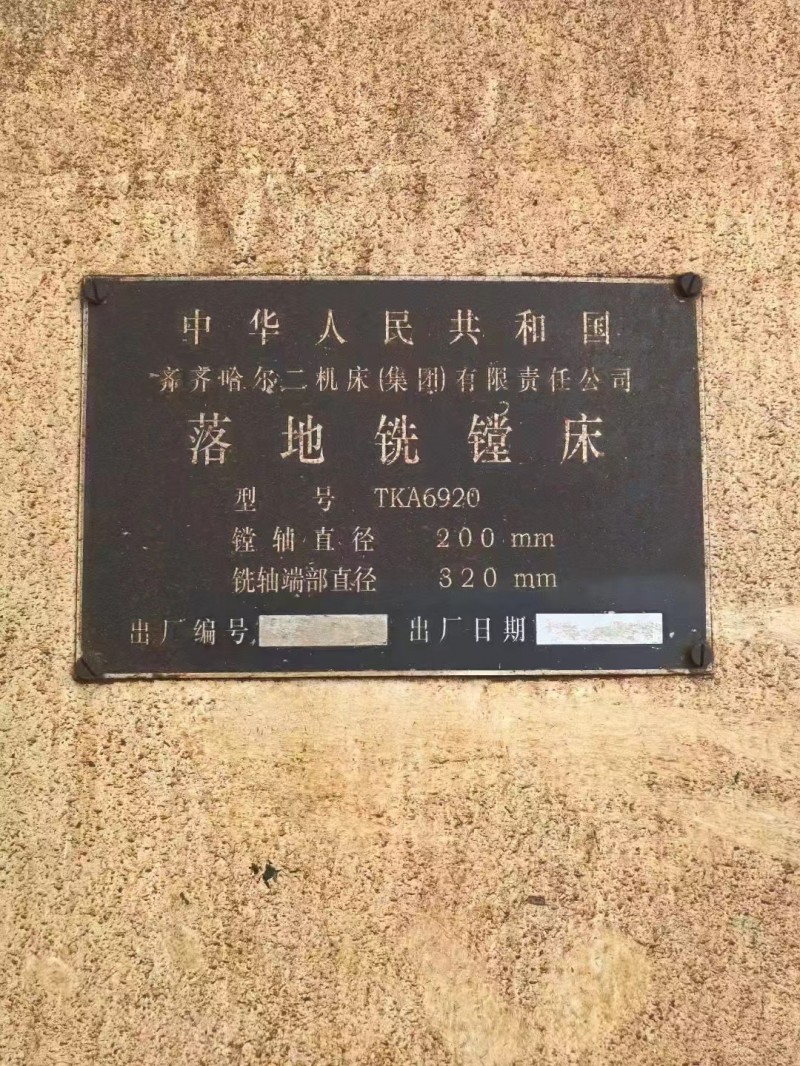 中华人民共和国
齐齐哈尔二机床(集团)有限责任公司
落地铣镗床
型号 TKA6920
镗轴直径 200 mm
铣轴端部直径 320 mm
出厂编号 出厂日期